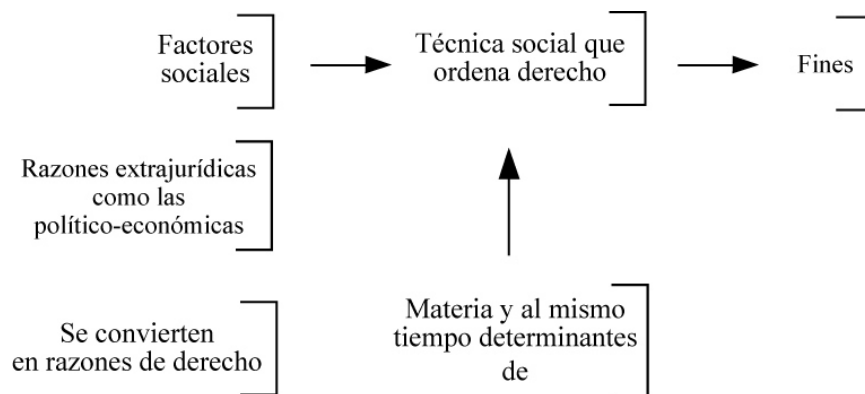 Factores
sociales
Técnica social que
ordena derecho
Fines
Razones extrajurídicas
como las
político-económicas
Se convierten
en razones de derecho
Materia y al mismo
tiempo determinantes
de